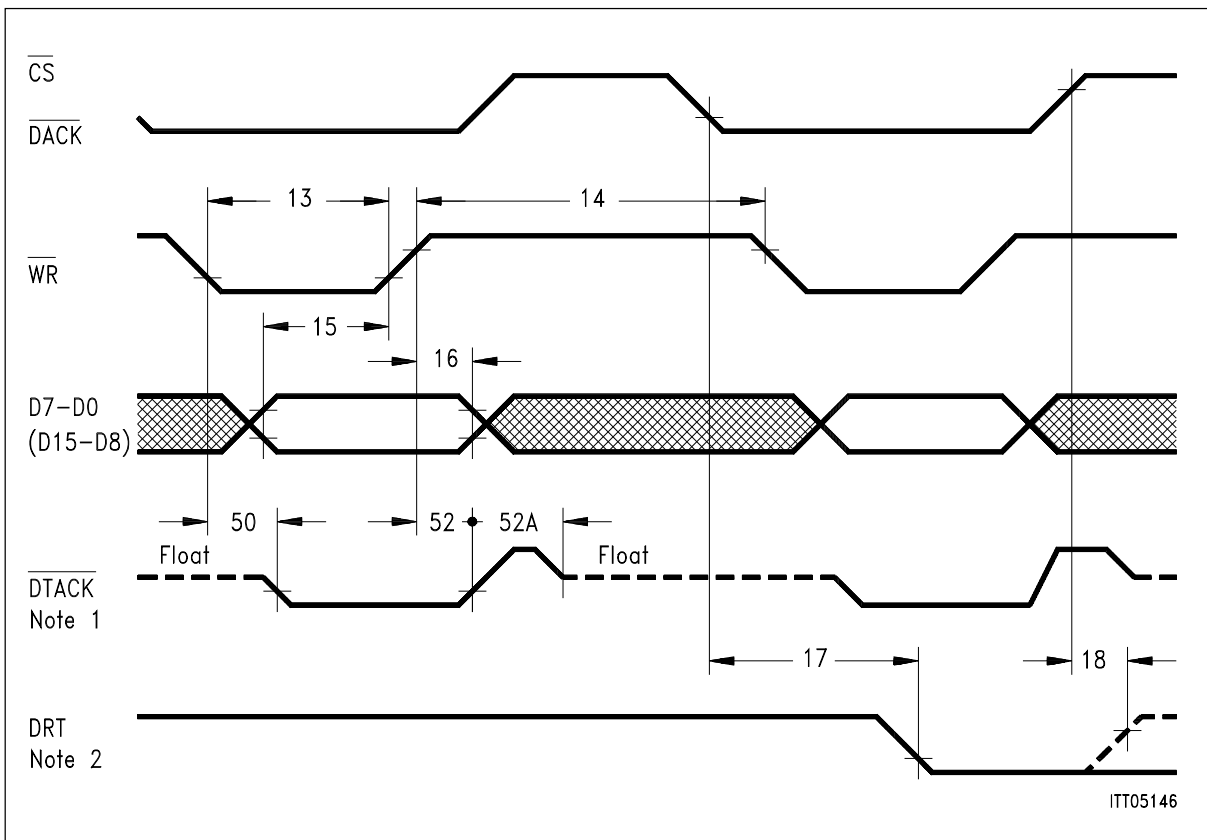 CS
DACK
13
14
WR
15
16
D7-D0
(D15-D8)
50
52
52A
Float
Float
DTACK
Note 1
17
18
DRT
Note 2
ITT05146